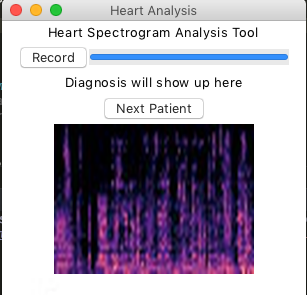 Heart Analysis
Heart Spectrogram Analysis Tool
Record
Diagnosis will show up here
Next Patient